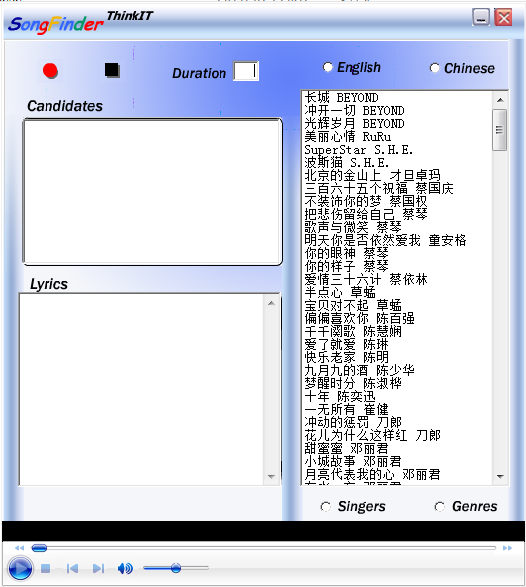 SongFinder ThinkIT
Duration
English
Chinese
Candidates
长城 BEYOND
冲开一切 BEYOND
光辉岁月 BEYOND
美丽心情 RuRu
SuperStar S.H.E.
波斯猫 S.H.E.
北京的金山上 才旦卓玛
三百六十五个祝福 蔡国庆
不装饰你的梦 蔡国权
把悲伤留给自己 蔡琴
歌声与微笑 蔡琴
明天你是否依然爱我 童安格
你的眼神 蔡琴
你的样子 蔡琴
爱情三十六计 蔡依林
半点心 草蜢
宝贝对不起 草蜢
偏偏喜欢你 陈百强
千千阕歌 陈慧娴
爱了就爱 陈琳
快乐老家 陈明
九月九的酒 陈少华
梦醒时分 陈淑桦
十年 陈奕迅
一无所有 崔健
冲动的惩罚 刀郎
花儿为什么这样红 刀郎
甜蜜蜜 邓丽君
小城故事 邓丽君
月亮代表我的心 邓丽君
Lyrics
Singers
Genres